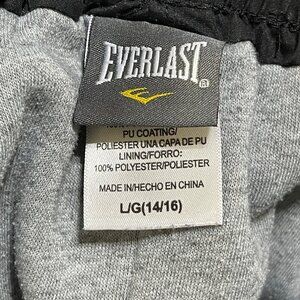 EVERLAST
PU COATING/
POLIESTER UNA CAPA DE PU
LINING/FORRO:
100% POLYESTER/POLIESTER
MADE IN/HECHO EN CHINA
L/G(14/16)